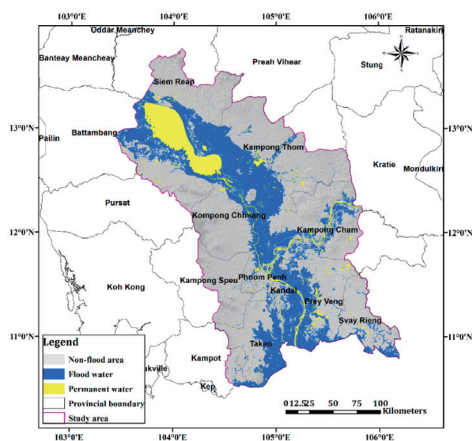 103°0'E 104°0'E 105°0'E 106°0'E
Oddar Meanchey
Ratanakiri
Banteay Meancheay
Preah Vihear
Stung
Siem Reap
13°0'N 13°0'N
Pailin
Battambang
Kampong Thom
Kratie
Mondulkiri
Pursat
12°0'N 12°0'N
Kompong Chhnang
Kampong Cham
Kampong Speu
Phnom Penh
Koh Kong
Kandal
Prey Veng
11°0'N 11°0'N
Svay Rieng
Takeo
Kampot
Kep
Legend
Non-flood area
Flood water
Permanent water
Provincial boundary
Study area
0 12.5 25 50 75 100
Kilometers
103°0'E 104°0'E 105°0'E 106°0'E